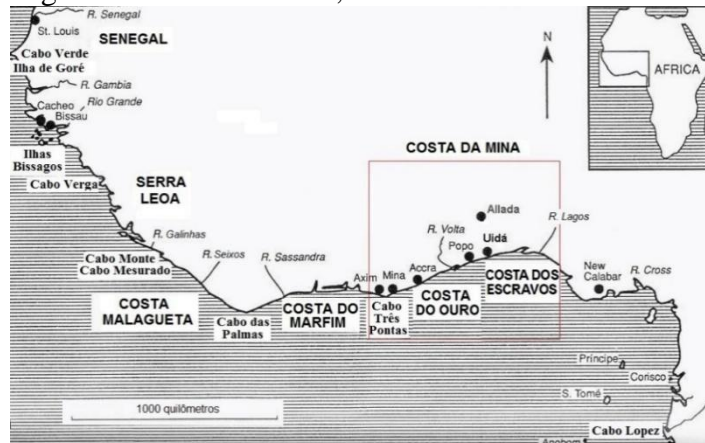 R. Senegal
St. Louis
SENEGAL
Cabo Verde
Ilha de Goré
R. Gambia
Cacheo
Rio Grande
Bissau
Ilhas
Bissagos
Cabo Verga
SERRA
LEOA
R. Galinhas
Cabo Monte
Cabo Mesurado
R. Seixos
COSTA
MALAGUETA
Cabo das
Palmas
R. Sassandra
COSTA DO
MARFIM
Axim
Mina
Accra
Cabo
Três
Pontas
COSTA DA MINA
Allada
R. Volta
Popo
Uidá
R. Lagos
COSTA
DO OURO
COSTA DOS
ESCRAVOS
New
Calabar
R. Cross
Príncipe
Corisco
S. Tomé
Cabo Lopez
N
AFRICA
1000 quilômetros